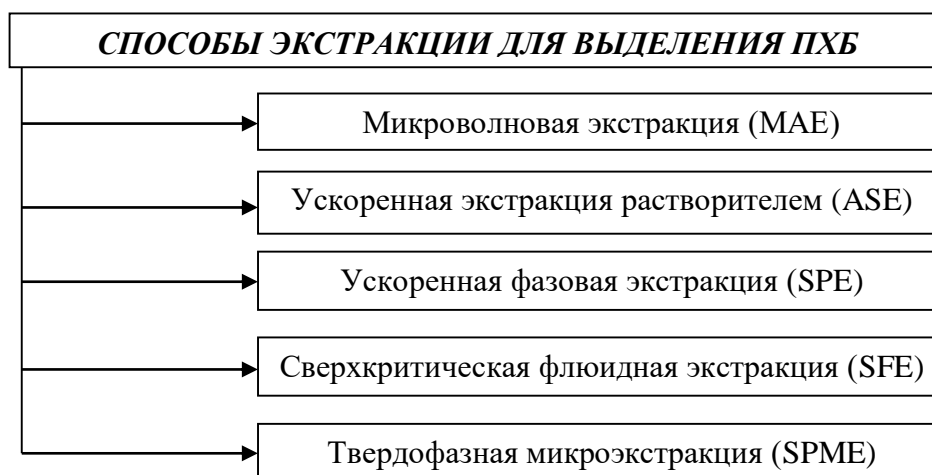 СПОСОБЫ ЭКСТРАКЦИИ ДЛЯ ВЫДЕЛЕНИЯ ПХБ
Микроволновая экстракция (MAE)
Ускоренная экстракция растворителем (ASE)
Ускоренная фазовая экстракция (SPE)
Сверхкритическая флюидная экстракция (SFE)
Твердофазная микроэкстракция (SPME)